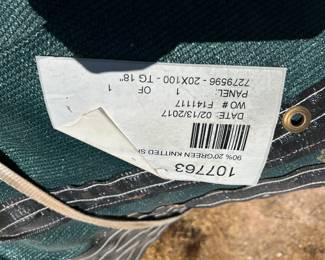 107763
90% 20'GREEN KNITTED
DATE: 02/13/2017
WO # F141117
PANEL: 1 OF 1
7279596 - 20X100 - TG 18"